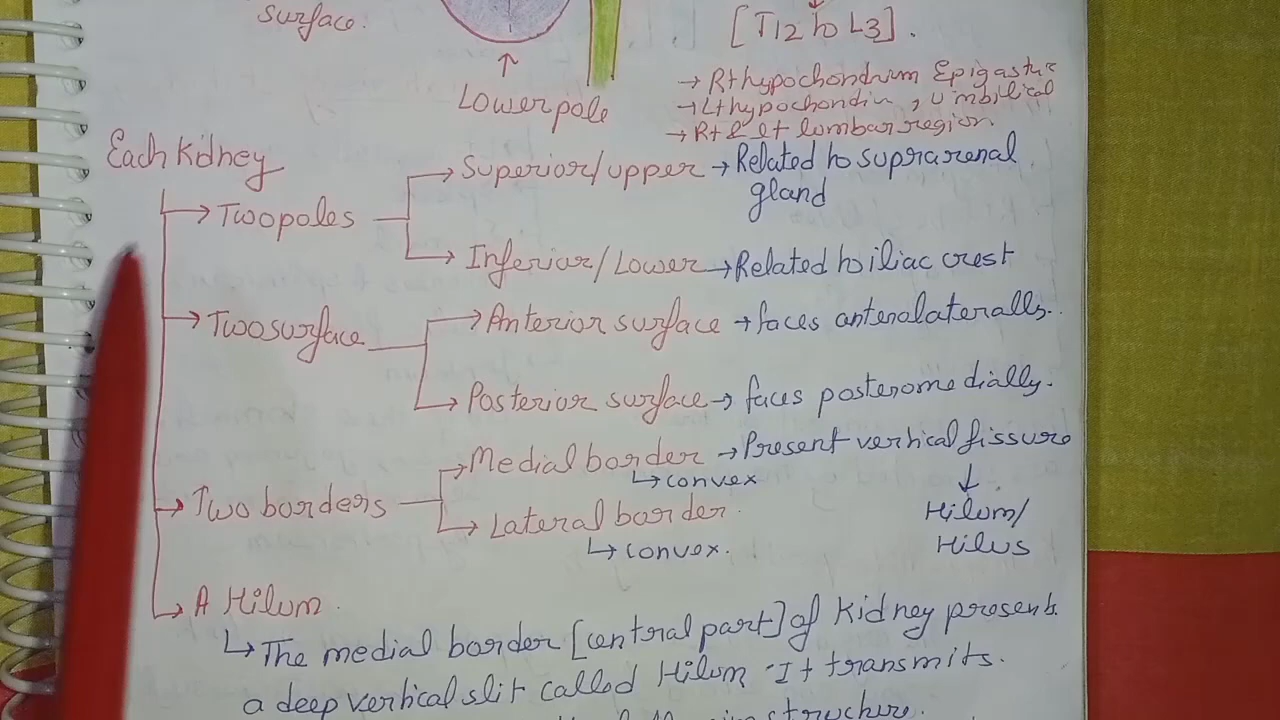 surface.
[T12 to L3].
Lower pole
→ Rt hypochondrium Epigastric
→ Lt hypochondriu, Umbilical
→ Rt & Lt lumbar region.
Each Kidney
→ Two poles
→ Superior/upper → Related to suprarenal
gland
→ Inferior/Lower → Related to iliac crest
→ Two surface
→ Anterior surface → faces anterolaterally.
→ Posterior surface → faces posteromedially.
→ Two borders
→ Medial border → Present vertical fissure
↳ convex
↓
Hilum/
Hilus
→ Lateral border
↳ convex.
→ A Hilum.
↳ The medial border [central part] of Kidney presents
a deep vertical slit called Hilum. It transmits.
structure.